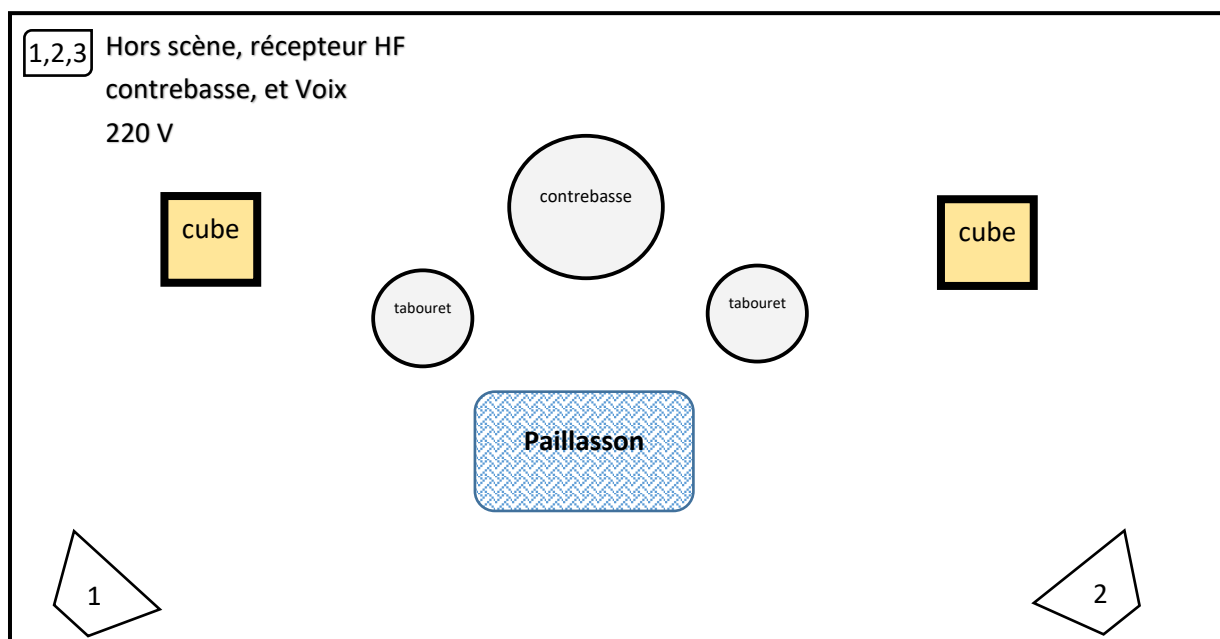 1,2,3
Hors scène, récepteur HF
contrebasse, et Voix
220 V
contrebasse
cube
cube
tabouret
tabouret
Paillasson
1
2